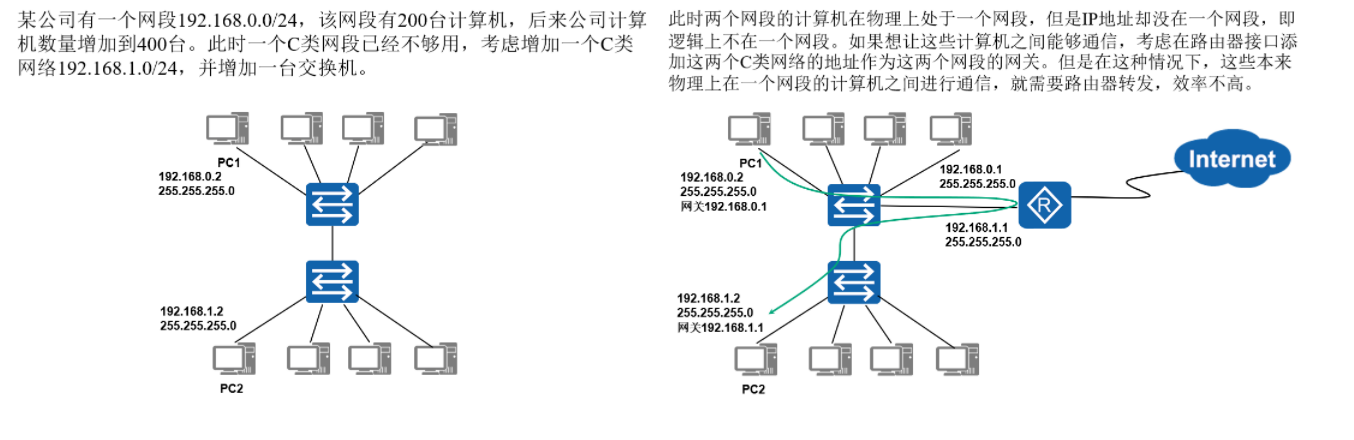 某公司有一个网段192.168.0.0/24，该网段有200台计算机，后来公司计算
机数量增加到400台。此时一个C类网段已经不够用，考虑增加一个C类
网络192.168.1.0/24，并增加一台交换机。
PC1
192.168.0.2
255.255.255.0
192.168.1.2
255.255.255.0
PC2
此时两个网段的计算机在物理上处于一个网段，但是IP地址却没在一个网段，即
逻辑上不在一个网段。如果想让这些计算机之间能够通信，考虑在路由器接口添
加这两个C类网络的地址作为这两个网段的网关。但是在这种情况下，这些本来
物理上在一个网段的计算机之间进行通信，就需要路由器转发，效率不高。
PC1
192.168.0.2
255.255.255.0
网关192.168.0.1
192.168.0.1
255.255.255.0
R
Internet
192.168.1.1
255.255.255.0
192.168.1.2
255.255.255.0
网关192.168.1.1
PC2